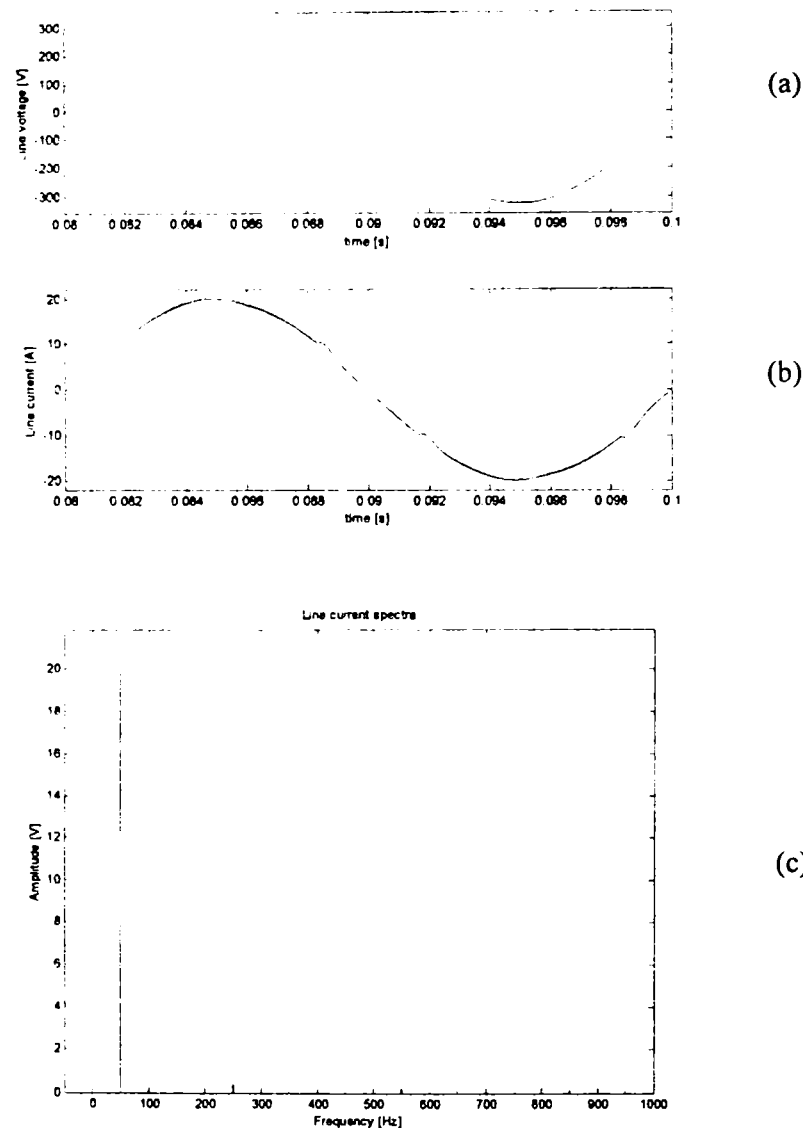 300
200
100
0
-100
-200
-300
Line voltage [V]
(a)
0.08 0.082 0.084 0.086 0.088 0.09 0.092 0.094 0.096 0.098 0.1
time [s]
20
10
0
-10
-20
Line current [A]
(b)
0.08 0.082 0.084 0.086 0.088 0.09 0.092 0.094 0.096 0.098 0.1
time [s]
Line current spectra
20
18
16
14
12
10
8
6
4
2
0
Amplitude [V]
(c)
0 100 200 300 400 500 600 700 800 900 1000
Frequency [Hz]